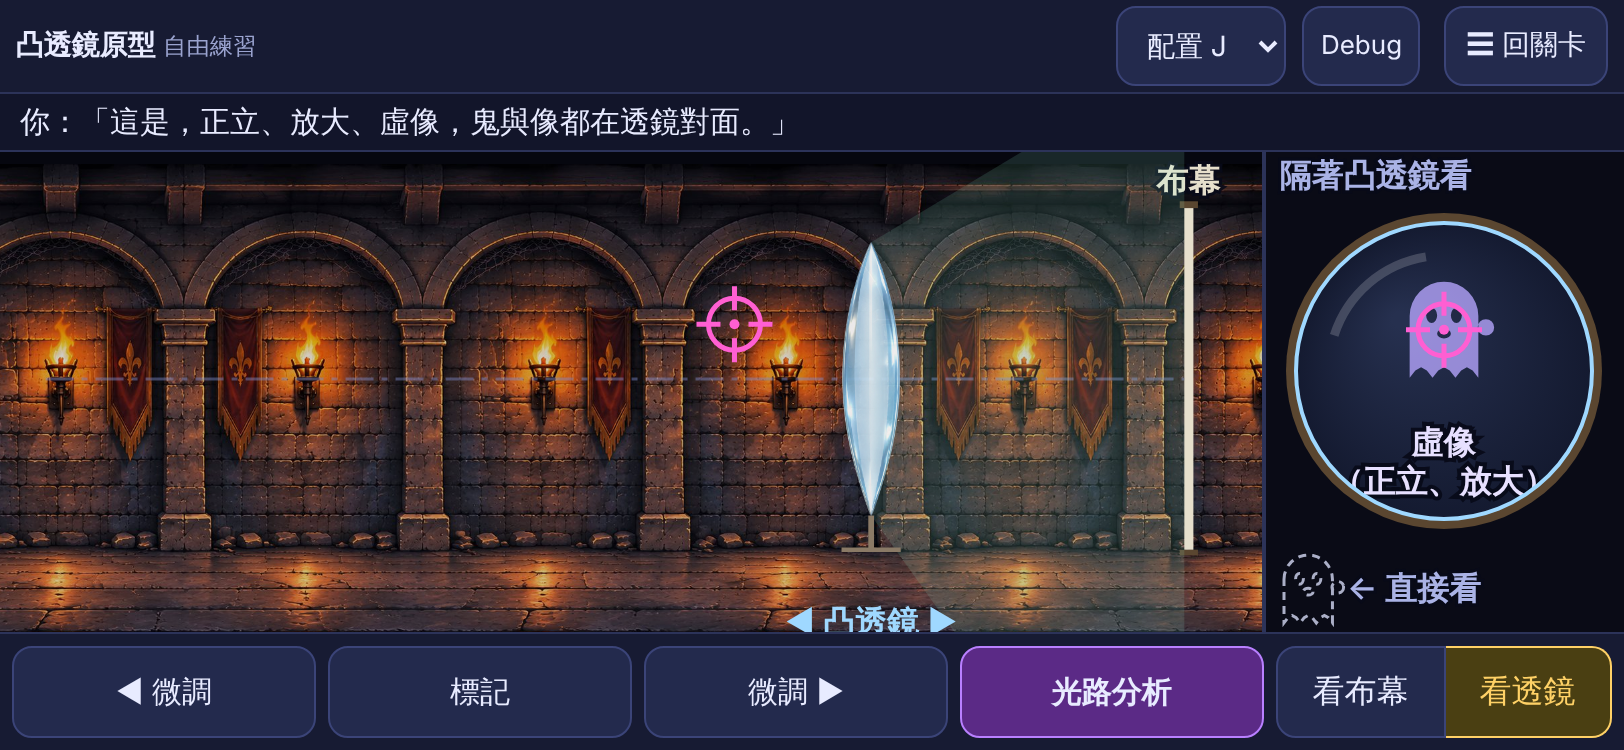 凸透鏡原型 自由練習
配置 J
Debug
☰ 回關卡
你：「這是，正立、放大、虛像，鬼與像都在透鏡對面。」
布幕
隔著凸透鏡看
虛像
（正立、放大）
← 直接看
◀ 凸透鏡 ▶
◀ 微調
標記
微調 ▶
光路分析
看布幕
看透鏡